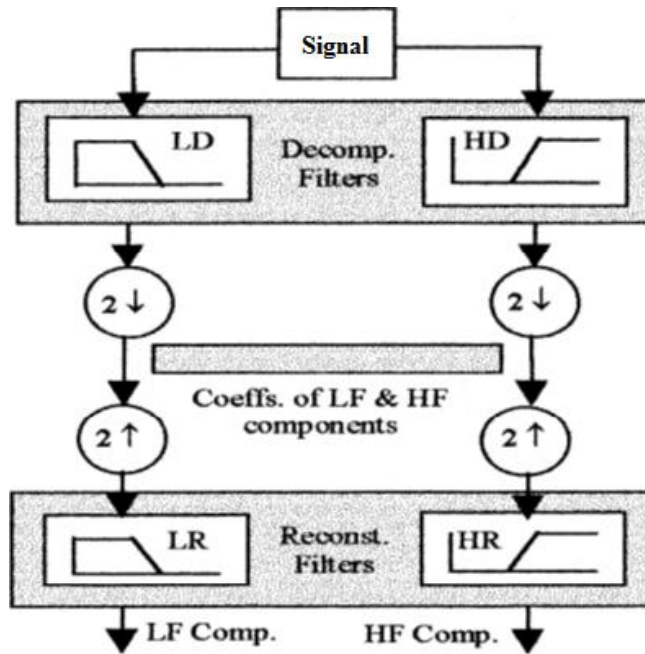 Signal
LD
Decomp.
Filters
HD
2 ↓
2 ↓
Coeffs. of LF & HF
components
2 ↑
2 ↑
LR
Reconst.
Filters
HR
LF Comp.
HF Comp.